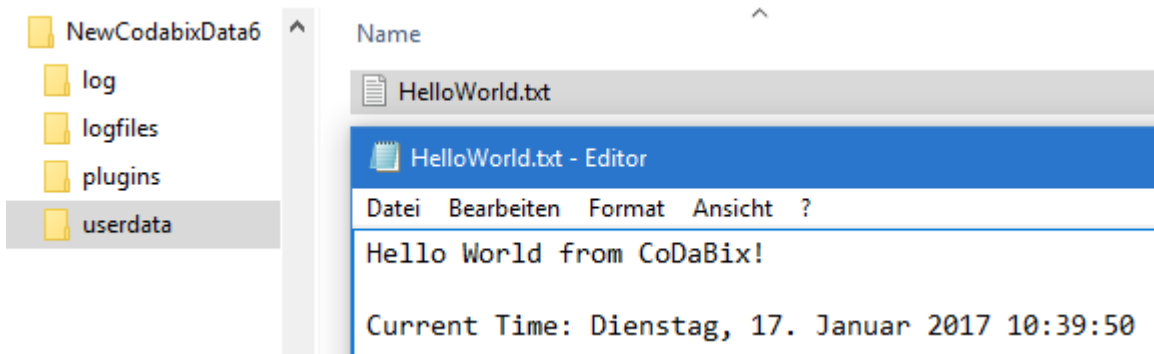 NewCodabixData6
log
logfiles
plugins
userdata
Name
HelloWorld.txt
HelloWorld.txt - Editor
Datei Bearbeiten Format Ansicht ?
Hello World from CoDaBix!
Current Time: Dienstag, 17. Januar 2017 10:39:50